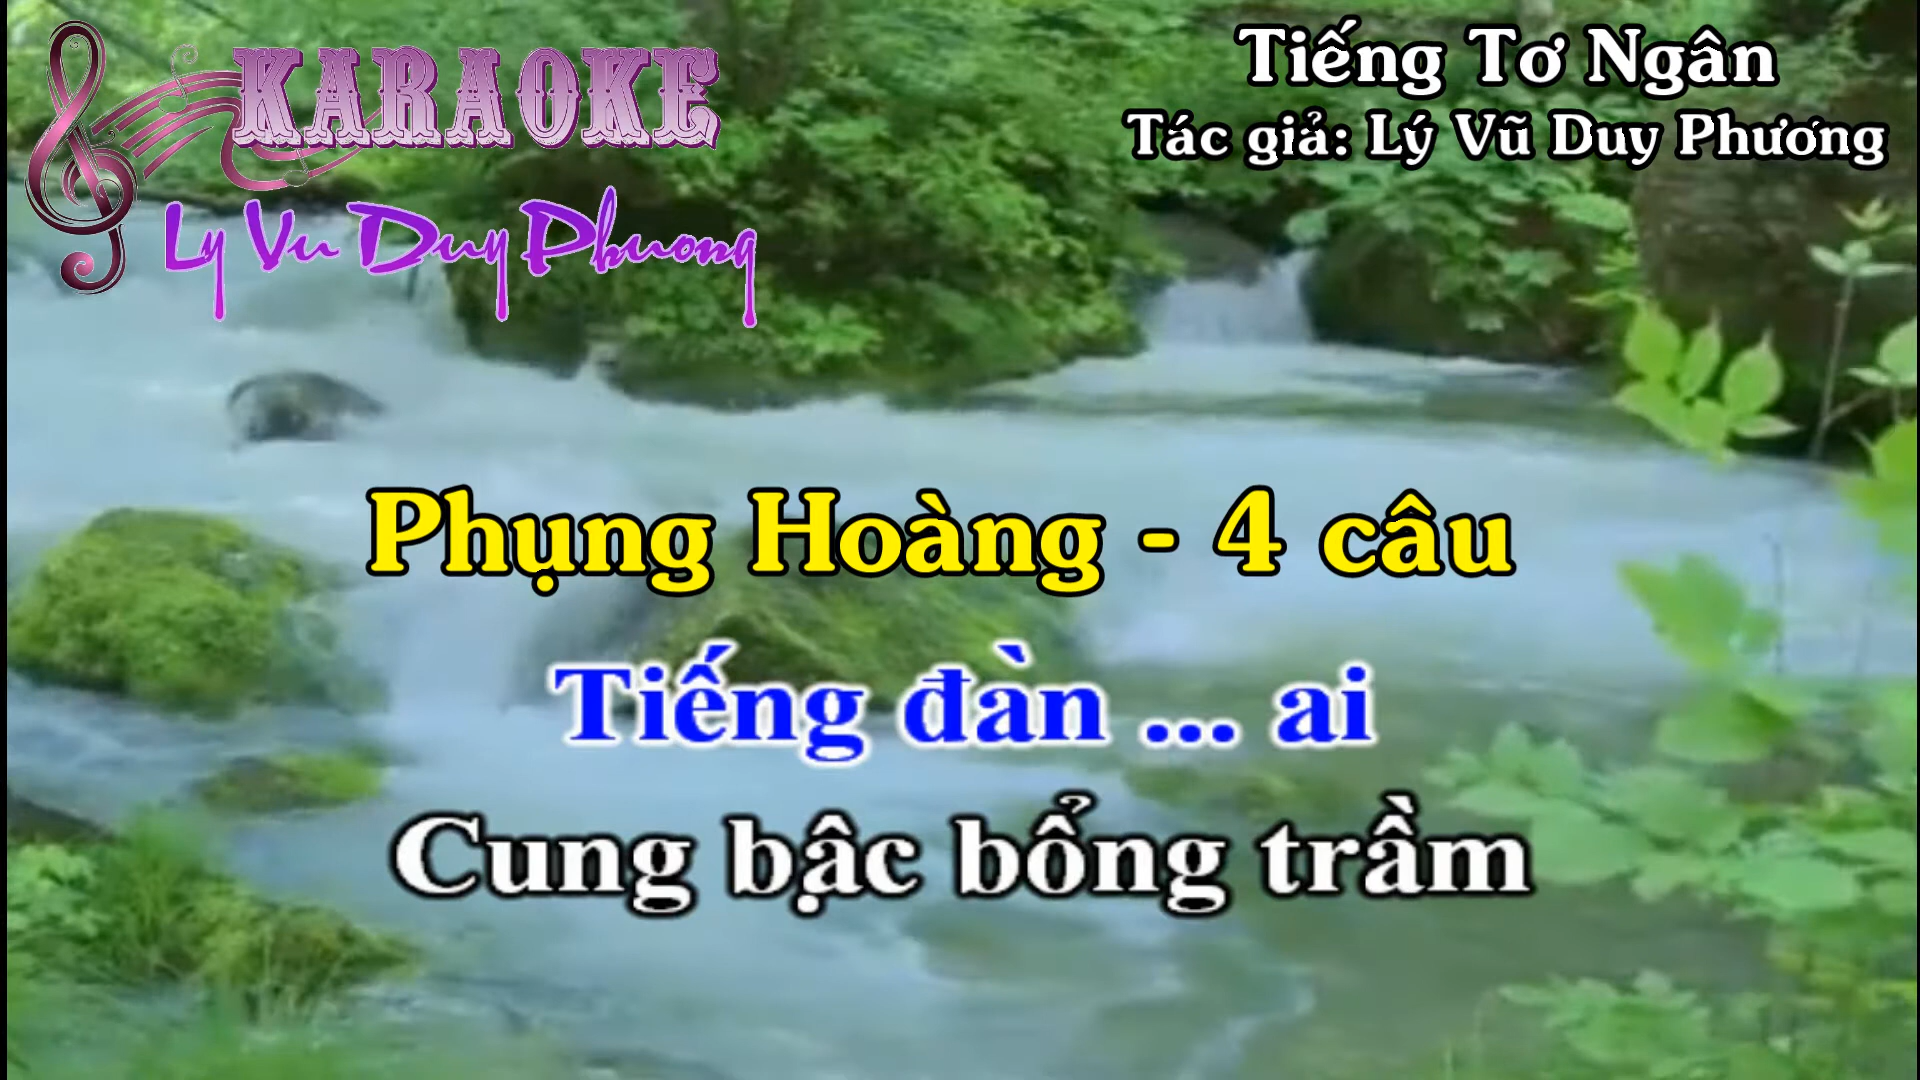 KARAOKE
Ly Vu Duy Phuong
Tiếng Tơ Ngân
Tác giả: Lý Vũ Duy Phương
Phụng Hoàng - 4 câu
Tiếng đàn ... ai
Cung bậc bổng trầm